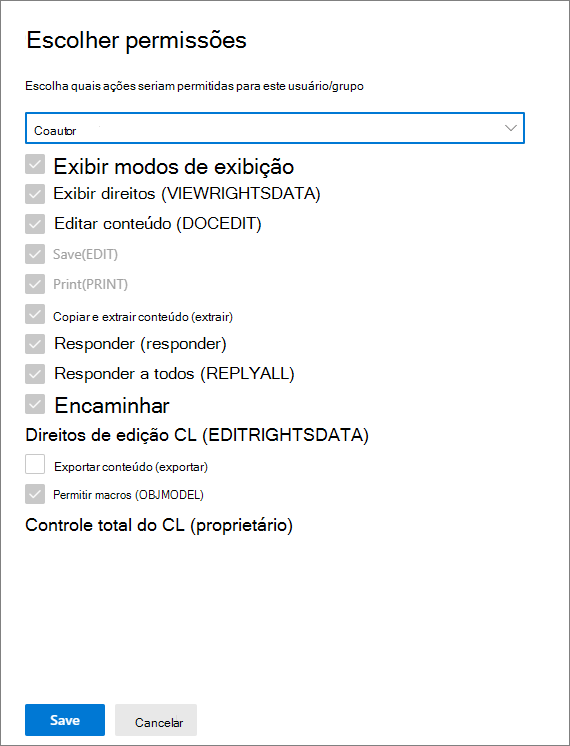 Escolher permissões
Escolha quais ações seriam permitidas para este usuário/grupo
Coautor
Exibir modos de exibição
Exibir direitos (VIEWRIGHTSDATA)
Editar conteúdo (DOCEDIT)
Save(EDIT)
Print(PRINT)
Copiar e extrair conteúdo (extrair)
Responder (responder)
Responder a todos (REPLYALL)
Encaminhar
Direitos de edição CL (EDITRIGHTSDATA)
Exportar conteúdo (exportar)
Permitir macros (OBJMODEL)
Controle total do CL (proprietário)
Save Cancelar